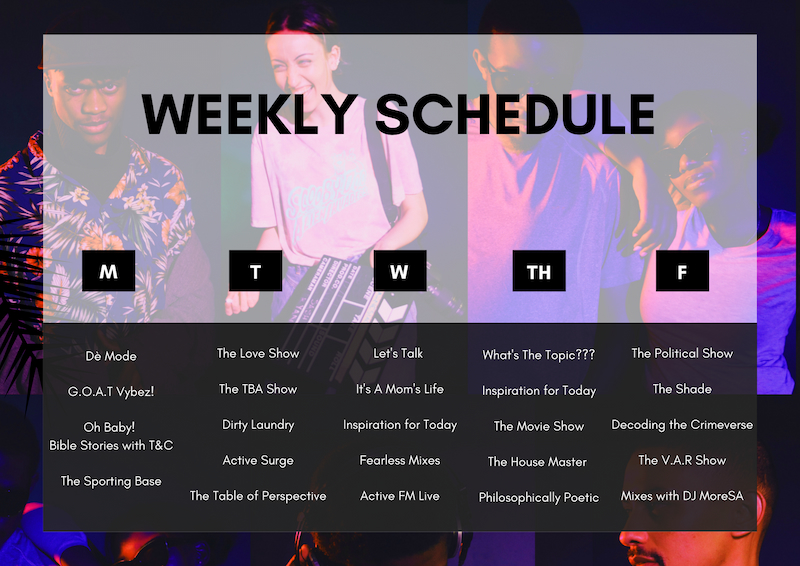 WEEKLY SCHEDULE
M
T
W
TH
F
Dè Mode
G.O.A.T Vybez!
Oh Baby!
Bible Stories with T&C
The Sporting Base
The Love Show
The TBA Show
Dirty Laundry
Active Surge
The Table of Perspective
Let's Talk
It's A Mom's Life
Inspiration for Today
Fearless Mixes
Active FM Live
What's The Topic???
Inspiration for Today
The Movie Show
The House Master
Philosophically Poetic
The Political Show
The Shade
Decoding the Crimeverse
The V.A.R Show
Mixes with DJ MoreSA